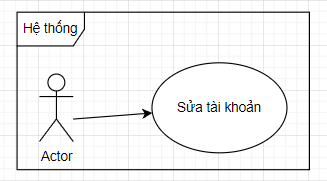 Hệ thống
Sửa tài khoản
Actor